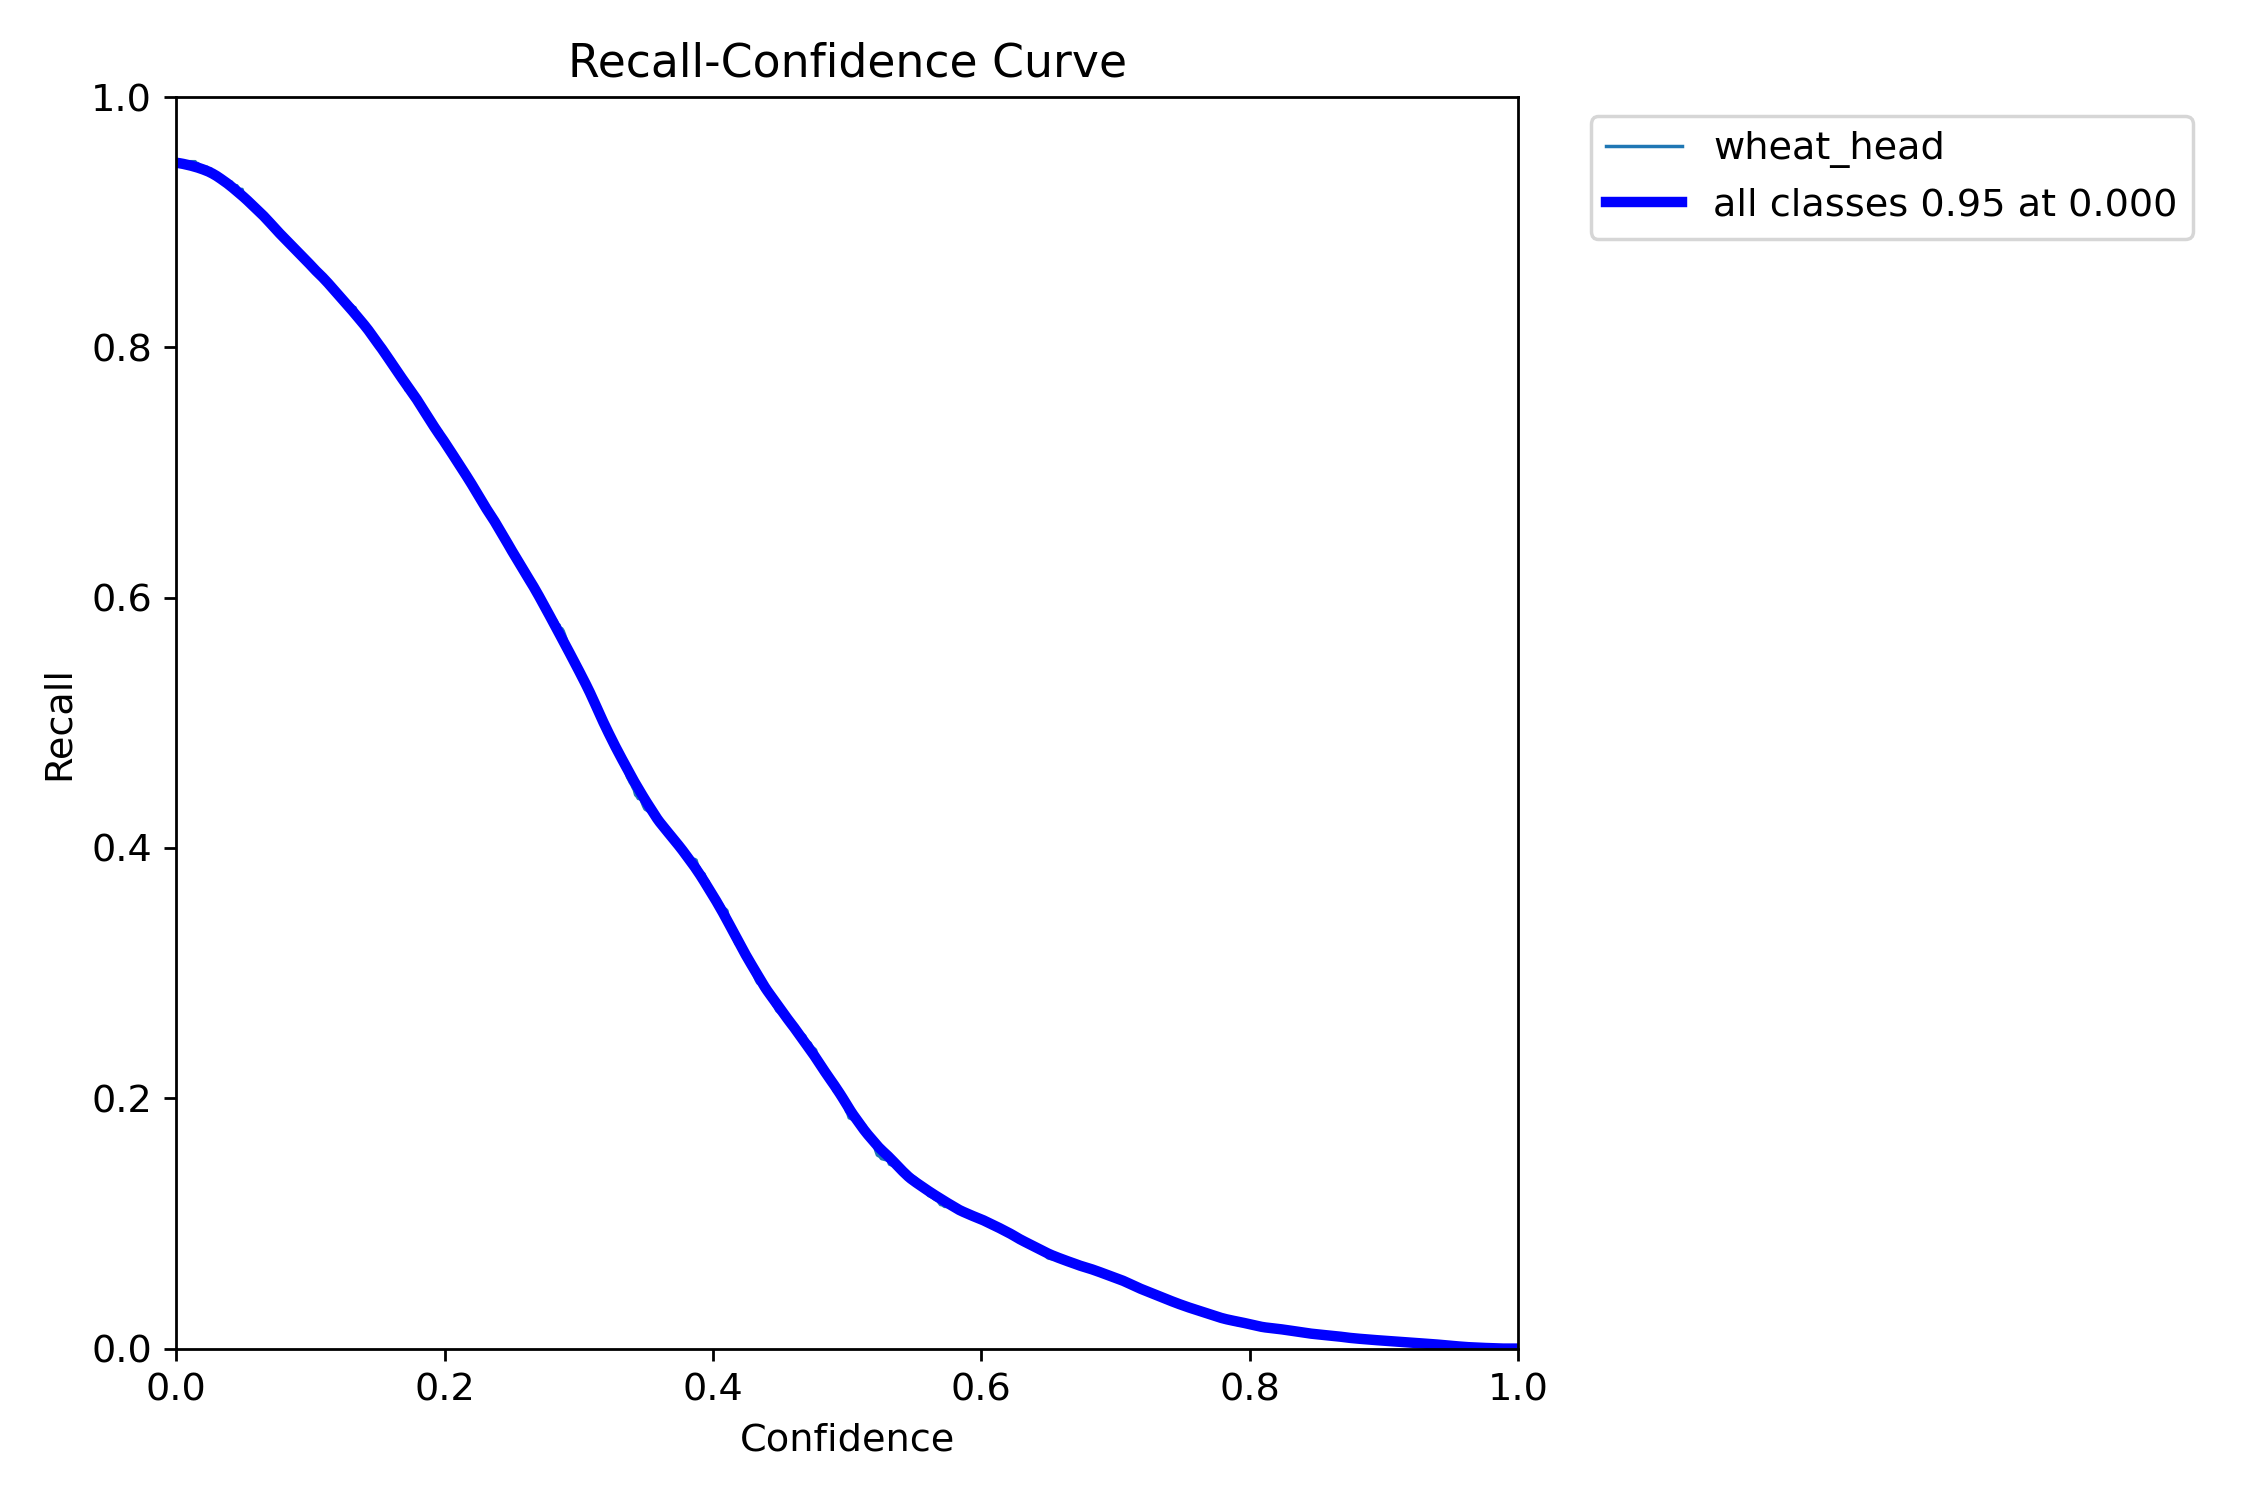 Recall-Confidence Curve
1.0
0.8
0.6
0.4
0.2
0.0
Recall
0.0 0.2 0.4 0.6 0.8 1.0
Confidence
wheat_head
all classes 0.95 at 0.000